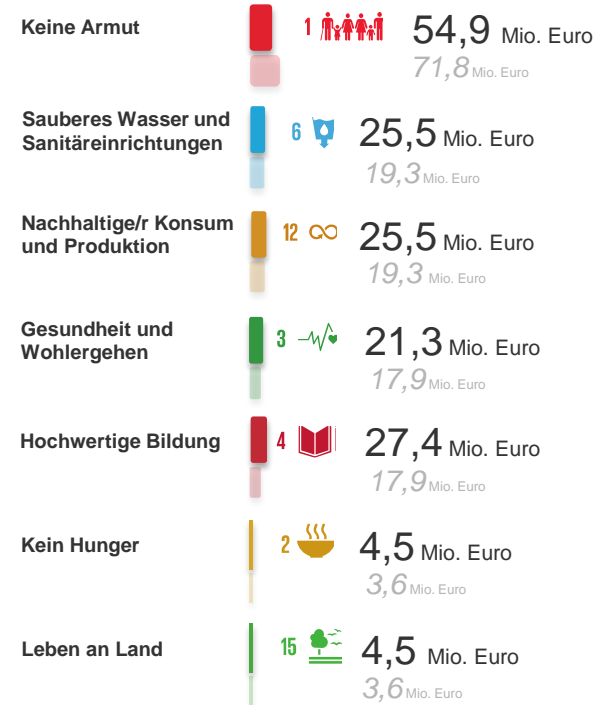 Keine Armut
1
54,9 Mio. Euro
71,8 Mio. Euro
Sauberes Wasser und
Sanitäreinrichtungen
6
25,5 Mio. Euro
19,3 Mio. Euro
Nachhaltige/r Konsum
und Produktion
12
25,5 Mio. Euro
19,3 Mio. Euro
Gesundheit und
Wohlergehen
3
21,3 Mio. Euro
17,9 Mio. Euro
Hochwertige Bildung
4
27,4 Mio. Euro
17,9 Mio. Euro
Kein Hunger
2
4,5 Mio. Euro
3,6 Mio. Euro
Leben an Land
15
4,5 Mio. Euro
3,6 Mio. Euro